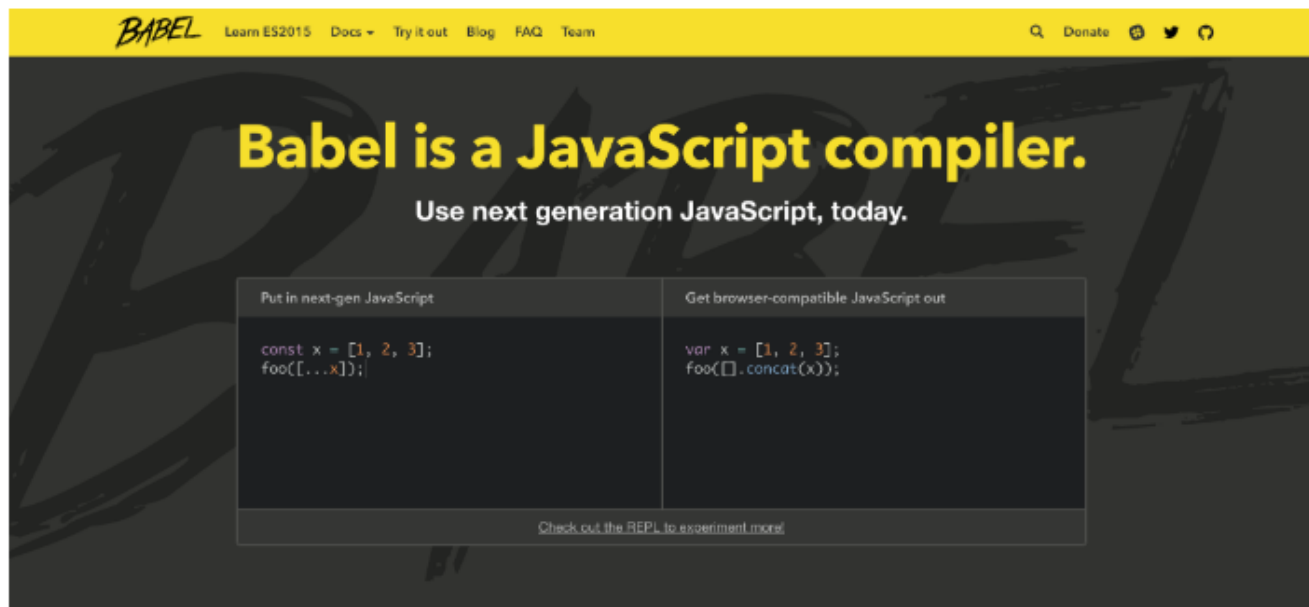 BABEL Learn ES2015 Docs Try it out Blog FAQ Team Donate
BABEL
Babel is a JavaScript compiler.
Use next generation JavaScript, today.
Put in next-gen JavaScript
Get browser-compatible JavaScript out
const x = [1, 2, 3];
foo([...x]);
var x = [1, 2, 3];
foo([].concat(x));
Check out the REPL to experiment more!